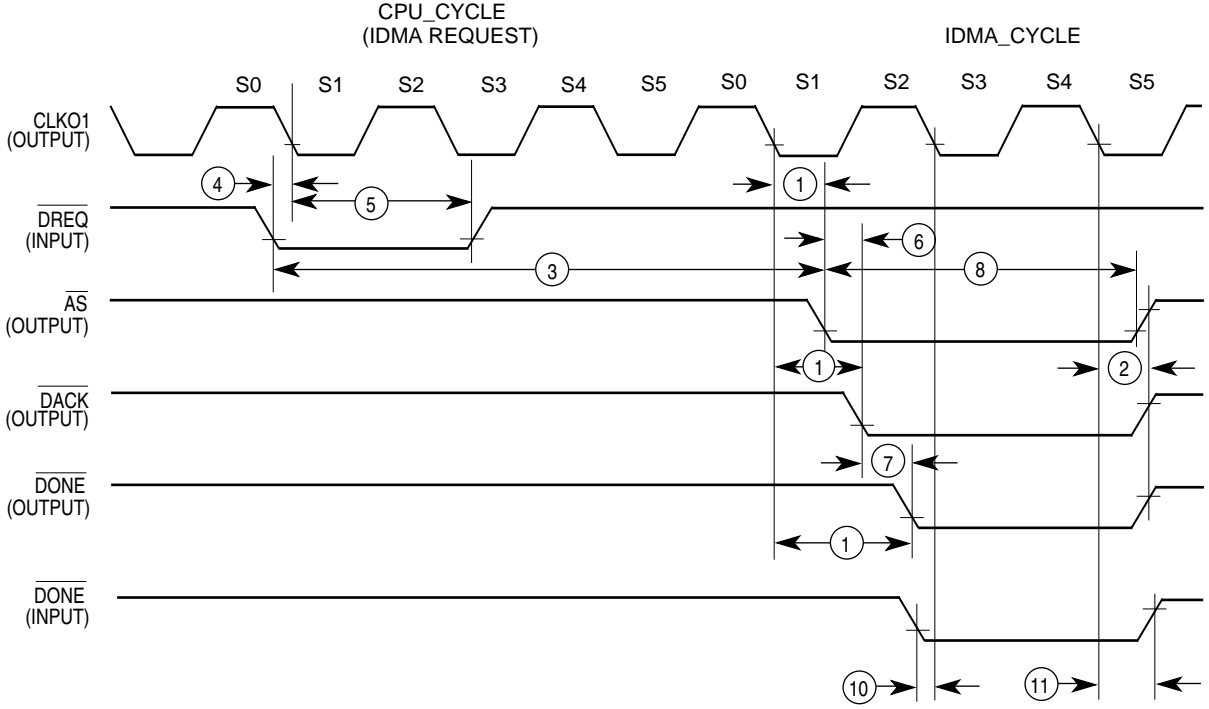 CPU_CYCLE
(IDMA REQUEST)
IDMA_CYCLE
S0 S1 S2 S3 S4 S5 S0 S1 S2 S3 S4 S5
CLKO1
(OUTPUT)
4
5
1
DREQ
(INPUT)
6
3
8
AS
(OUTPUT)
1
2
DACK
(OUTPUT)
7
DONE
(OUTPUT)
1
DONE
(INPUT)
10
11